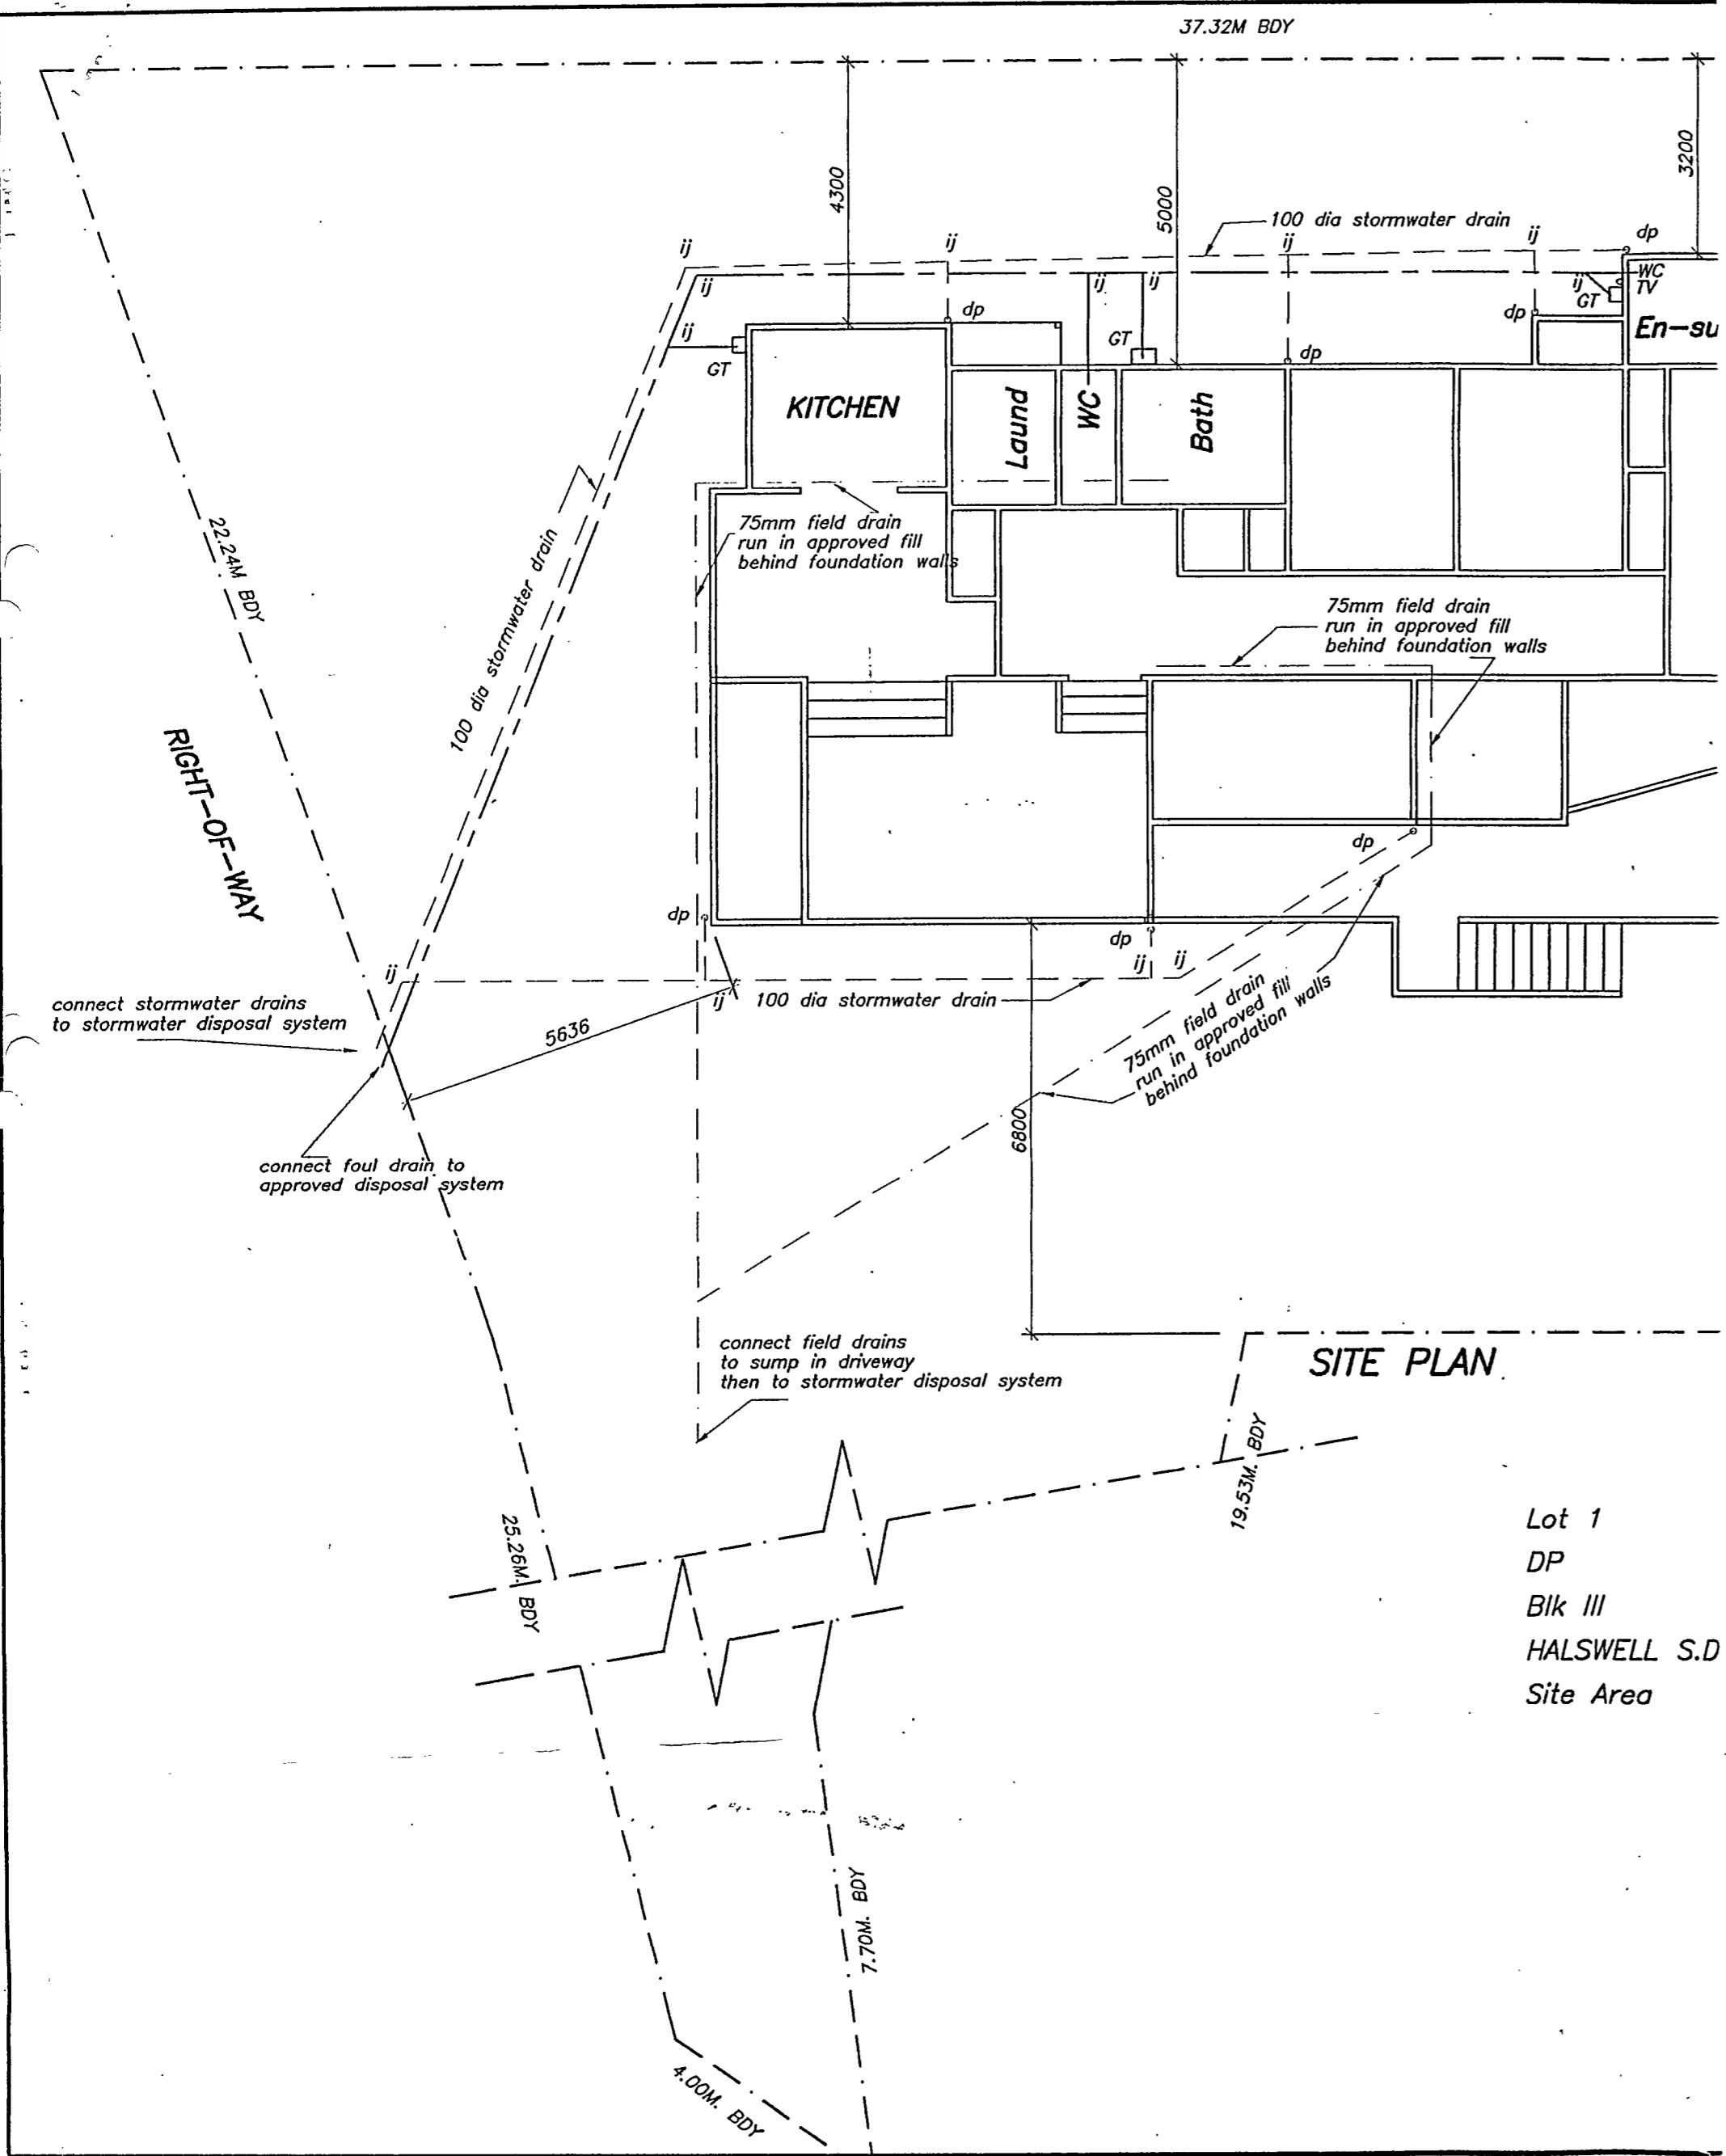 37.32M BDY
4300
5000
3200
100 dia stormwater drain
ij
ij
ij
ij
dp
ij
ij
ij
ij
WC
TV
GT
ij
dp
dp
GT
dp
GT
En-su
KITCHEN
Laund
WC
Bath
22.24M BDY
100 dia stormwater drain
75mm field drain
run in approved fill
behind foundation walls
75mm field drain
run in approved fill
behind foundation walls
RIGHT-OF-WAY
dp
dp
dp
ij
ij
ij
ij
100 dia stormwater drain
connect stormwater drains
to stormwater disposal system
5636
75mm field drain
run in approved fill
behind foundation walls
6800
connect foul drain to
approved disposal system
connect field drains
to sump in driveway
then to stormwater disposal system
SITE PLAN
19.53M. BDY
25.26M. BDY
Lot 1
DP
Blk III
HALSWELL S.D
Site Area
7.70M. BDY
4.00M. BDY